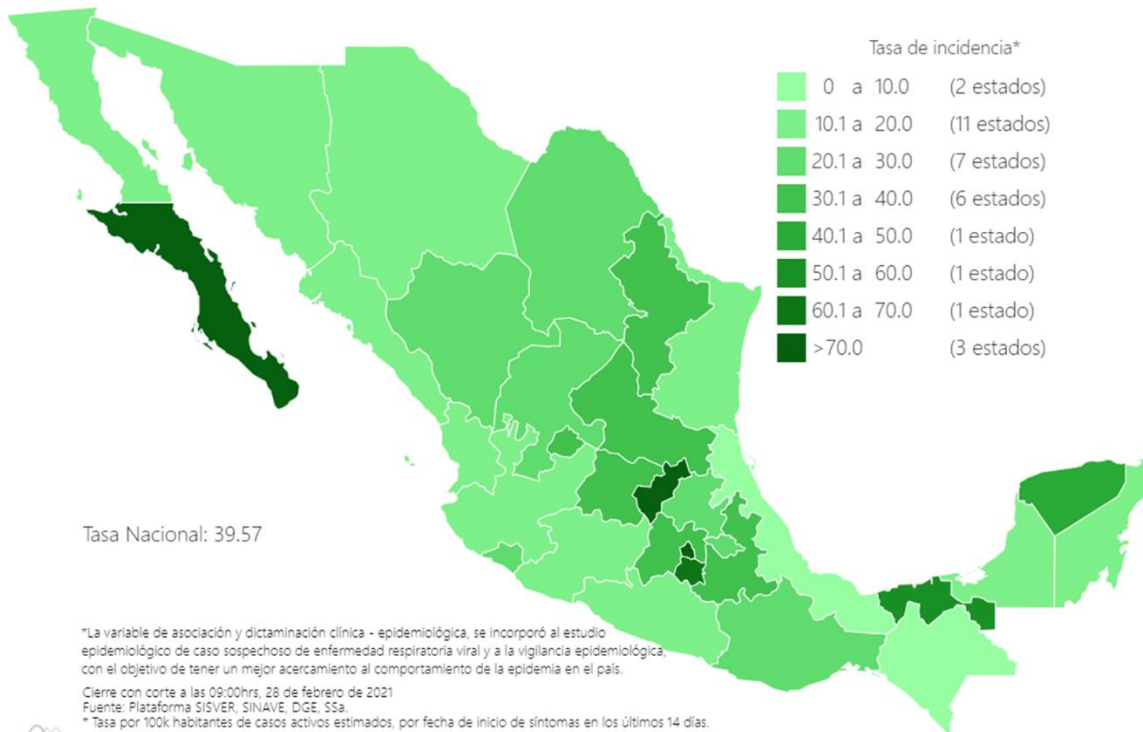 Tasa de incidencia*
0 a 10.0 (2 estados)
10.1 a 20.0 (11 estados)
20.1 a 30.0 (7 estados)
30.1 a 40.0 (6 estados)
40.1 a 50.0 (1 estado)
50.1 a 60.0 (1 estado)
60.1 a 70.0 (1 estado)
>70.0 (3 estados)
Tasa Nacional: 39.57
*La variable de asociación y dictaminación clínica - epidemiológica, se incorporó al estudio
epidemiológico de caso sospechoso de enfermedad respiratoria viral y a la vigilancia epidemiológica,
con el objetivo de tener un mejor acercamiento al comportamiento de la epidemia en el país.
Cierre con corte a las 09:00hrs, 28 de febrero de 2021
Fuente: Plataforma SISVER, SINAVE, DGE, SSa.
* Tasa por 100k habitantes de casos activos estimados, por fecha de inicio de síntomas en los últimos 14 días.